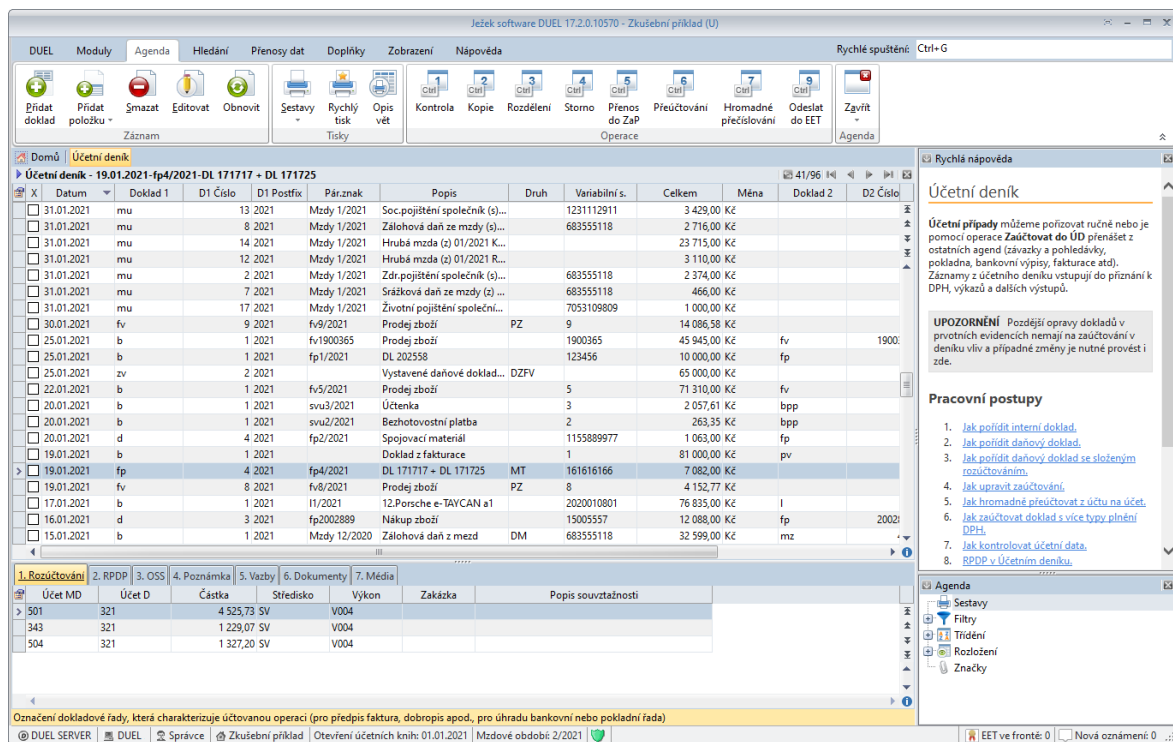 Ježek software DUEL 17.2.0.10570 - Zkušební příklad (U)
DUEL Moduly Agenda Hledání Přenosy dat Doplňky Zobrazení Nápověda Rychlé spuštění: Ctrl+G
Ctrl 1 Ctrl 2 Ctrl 3 Ctrl 4 Ctrl 5 Ctrl 6 Ctrl 7 Ctrl 9
Přidat Přidat Smazat Editovat Obnovit Sestavy Rychlý Opis Kontrola Kopie Rozdělení Storno Přenos Přeúčtování Hromadné Odeslat Zavřít
doklad položku tisk vět do ZaP přečíslování do EET
Záznam Tisky Operace Agenda
Domů Účetní deník
Účetní deník - 19.01.2021-fp4/2021-DL 171717 + DL 171725 41/96
X Datum Doklad 1 D1 Číslo D1 Postfix Pár.znak Popis Druh Variabilní s. Celkem Měna Doklad 2 D2 Číslo
31.01.2021 mu 13 2021 Mzdy 1/2021 Soc.pojištění společník (s)... 1231112911 3 429,00 Kč
31.01.2021 mu 8 2021 Mzdy 1/2021 Zálohová daň ze mzdy (s)... 683555118 2 716,00 Kč
31.01.2021 mu 14 2021 Mzdy 1/2021 Hrubá mzda (z) 01/2021 K... 23 715,00 Kč
31.01.2021 mu 12 2021 Mzdy 1/2021 Hrubá mzda (z) 01/2021 R... 3 110,00 Kč
31.01.2021 mu 2 2021 Mzdy 1/2021 Zdr.pojištění společník (s)... 683555118 2 374,00 Kč
31.01.2021 mu 7 2021 Mzdy 1/2021 Srážková daň ze mzdy (z) ... 683555118 466,00 Kč
31.01.2021 mu 17 2021 Mzdy 1/2021 Životní pojištění společní... 7053109809 1 000,00 Kč
30.01.2021 fv 9 2021 fv9/2021 Prodej zboží PZ 9 14 086,58 Kč
25.01.2021 b 1 2021 fv1900365 Prodej zboží 1900365 45 945,00 Kč fv 1900
25.01.2021 b 1 2021 fp1/2021 DL 202558 123456 10 000,00 Kč fp
25.01.2021 zv 2 2021 Vystavené daňové doklad... DZFV 65 000,00 Kč
22.01.2021 b 1 2021 fv5/2021 Prodej zboží 5 71 310,00 Kč fv
20.01.2021 b 1 2021 svu3/2021 Účtenka 3 2 057,61 Kč bpp
20.01.2021 b 1 2021 svu2/2021 Bezhotovostní platba 2 263,35 Kč bpp
20.01.2021 d 4 2021 fp2/2021 Spojovací materiál 1155889977 1 063,00 Kč fp
19.01.2021 b 1 2021 Doklad z fakturace 1 81 000,00 Kč pv
19.01.2021 fp 4 2021 fp4/2021 DL 171717 + DL 171725 MT 161616166 7 082,00 Kč
19.01.2021 fv 8 2021 fv8/2021 Prodej zboží PZ 8 4 152,77 Kč
17.01.2021 b 1 2021 l1/2021 12.Porsche e-TAYCAN a1 2020010801 76 835,00 Kč l
16.01.2021 d 3 2021 fp2002889 Nákup zboží 15005557 12 088,00 Kč fp 2002
15.01.2021 b 1 2021 Mzdy 12/2020 Zálohová daň z mezd DM 683555118 32 599,00 Kč mz
1. Rozúčtování 2. RPDP 3. OSS 4. Poznámka 5. Vazby 6. Dokumenty 7. Média
Účet MD Účet D Částka Středisko Výkon Zakázka Popis souvztažnosti
501 321 4 525,73 SV V004
343 321 1 229,07 SV V004
504 321 1 327,20 SV V004
Označení dokladové řady, která charakterizuje účtovanou operaci (pro předpis faktura, dobropis apod., pro úhradu bankovní nebo pokladní řada)
Rychlá nápověda
Účetní deník
Účetní případy můžeme pořizovat ručně nebo je
pomocí operace Zaúčtovat do ÚD přenášet z
ostatních agend (závazky a pohledávky,
pokladna, bankovní výpisy, fakturace atd).
Záznamy z účetního deníku vstupují do přiznání k
DPH, výkazů a dalších výstupů.
UPOZORNĚNÍ Pozdější opravy dokladů v
prvotních evidencích nemají na zaúčtování v
deníku vliv a případné změny je nutné provést i
zde.
Pracovní postupy
1. Jak pořídit interní doklad.
2. Jak pořídit daňový doklad.
3. Jak pořídit daňový doklad se složeným
rozúčtováním.
4. Jak upravit zaúčtování.
5. Jak hromadně přeúčtovat z účtu na účet.
6. Jak zaúčtovat doklad s více typy plnění
DPH.
7. Jak kontrolovat účetní data.
8. RPDP v Účetním deníku.
Agenda
Sestavy
Filtry
Třídění
Rozložení
Značky
DUEL SERVER DUEL Správce Zkušební příklad Otevření účetních knih: 01.01.2021 Mzdové období: 2/2021 EET ve frontě: 0 Nová oznámení: 0